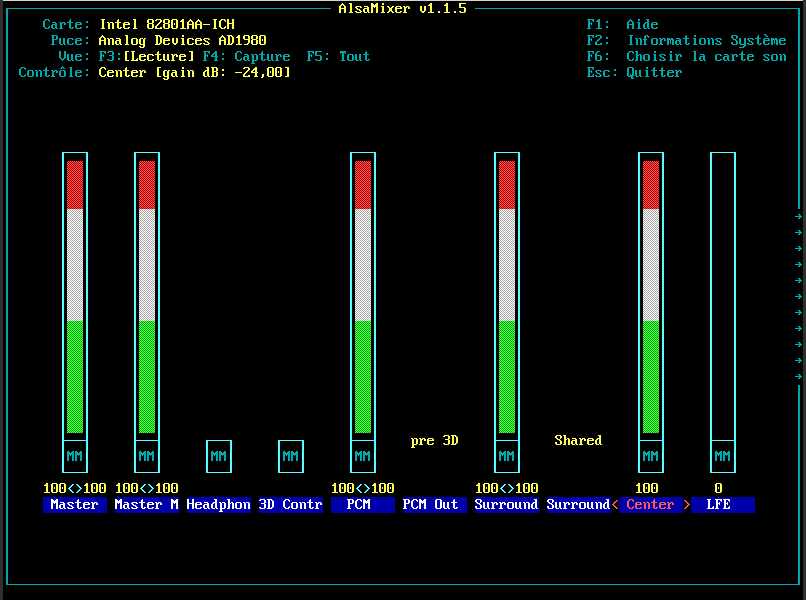 AlsaMixer v1.1.5
Carte: Intel 82801AA-ICH F1: Aide
Puce: Analog Devices AD1980 F2: Informations Système
Vue: F3:[Lecture] F4: Capture F5: Tout F6: Choisir la carte son
Contrôle: Center [gain dB: -24,00] Esc: Quitter
pre 3D Shared
MM MM MM MM MM MM MM MM
100<>100 100<>100 100<>100 100<>100 100 0
Master Master M Headphon 3D Contr PCM PCM Out Surround Surround < Center > LFE